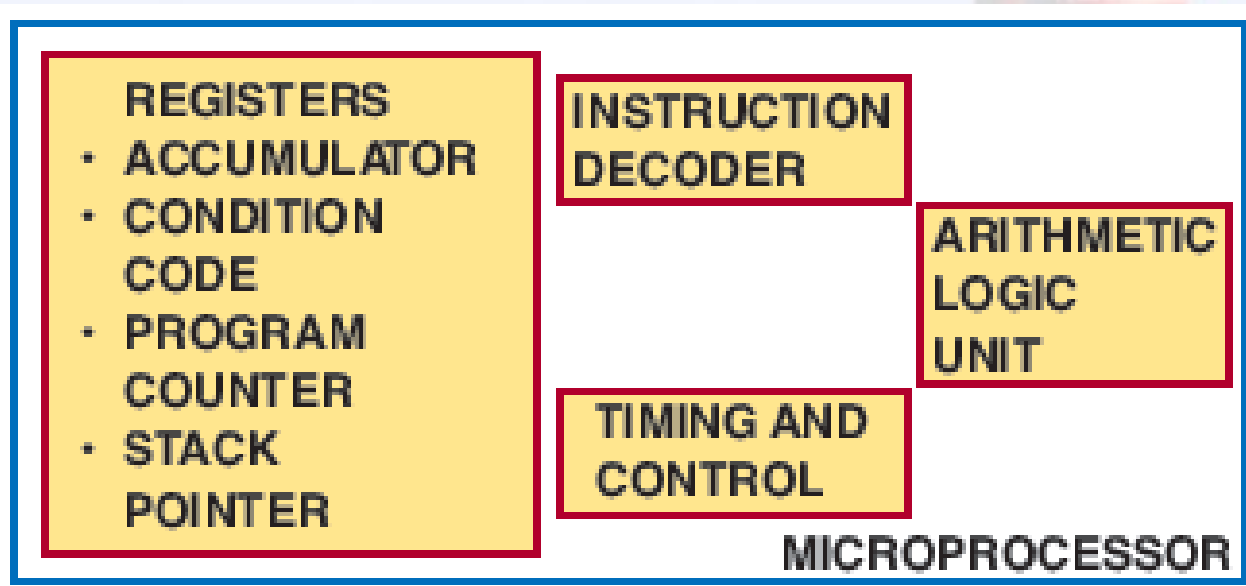 REGISTERS
· ACCUMULATOR
· CONDITION
CODE
· PROGRAM
COUNTER
· STACK
POINTER
INSTRUCTION
DECODER
ARITHMETIC
LOGIC
UNIT
TIMING AND
CONTROL
MICROPROCESSOR